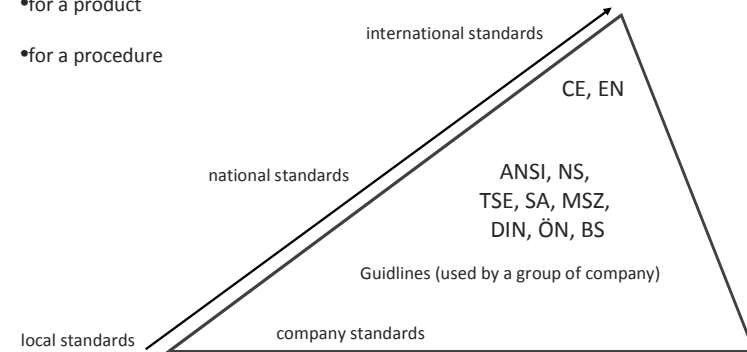 •for a product
•for a procedure
international standards
CE, EN
national standards
ANSI, NS,
TSE, SA, MSZ,
DIN, ÖN, BS
Guidlines (used by a group of company)
company standards
local standards